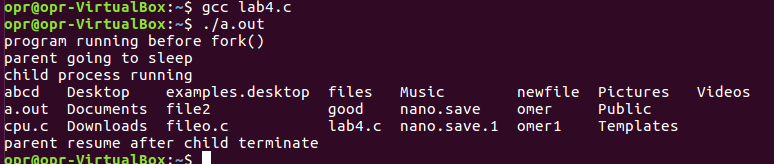 opr@opr-VirtualBox:~$ gcc lab4.c
opr@opr-VirtualBox:~$ ./a.out
program running before fork()
parent going to sleep
child process running
abcd   Desktop    examples.desktop  files   Music        newfile  Pictures   Videos
a.out  Documents  file2             good    nano.save    omer     Public
cpu.c  Downloads  fileo.c           lab4.c  nano.save.1  omer1    Templates
parent resume after child terminate
opr@opr-VirtualBox:~$